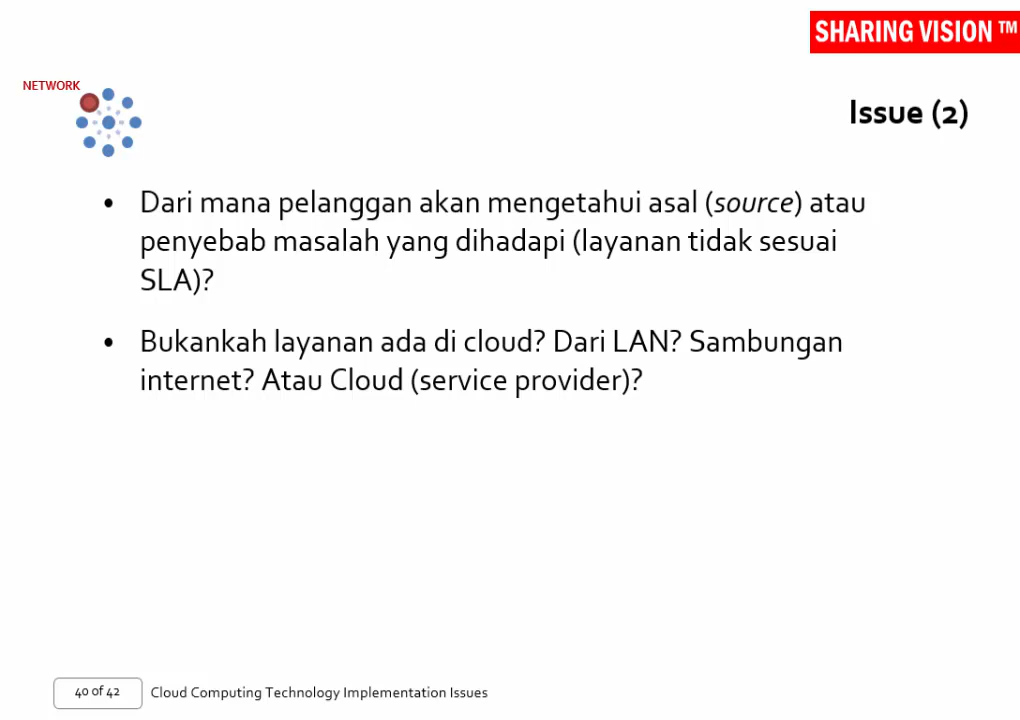 SHARING VISION ™
NETWORK
Issue (2)
• Dari mana pelanggan akan mengetahui asal (source) atau
penyebab masalah yang dihadapi (layanan tidak sesuai
SLA)?
• Bukankah layanan ada di cloud? Dari LAN? Sambungan
internet? Atau Cloud (service provider)?
40 of 42
Cloud Computing Technology Implementation Issues